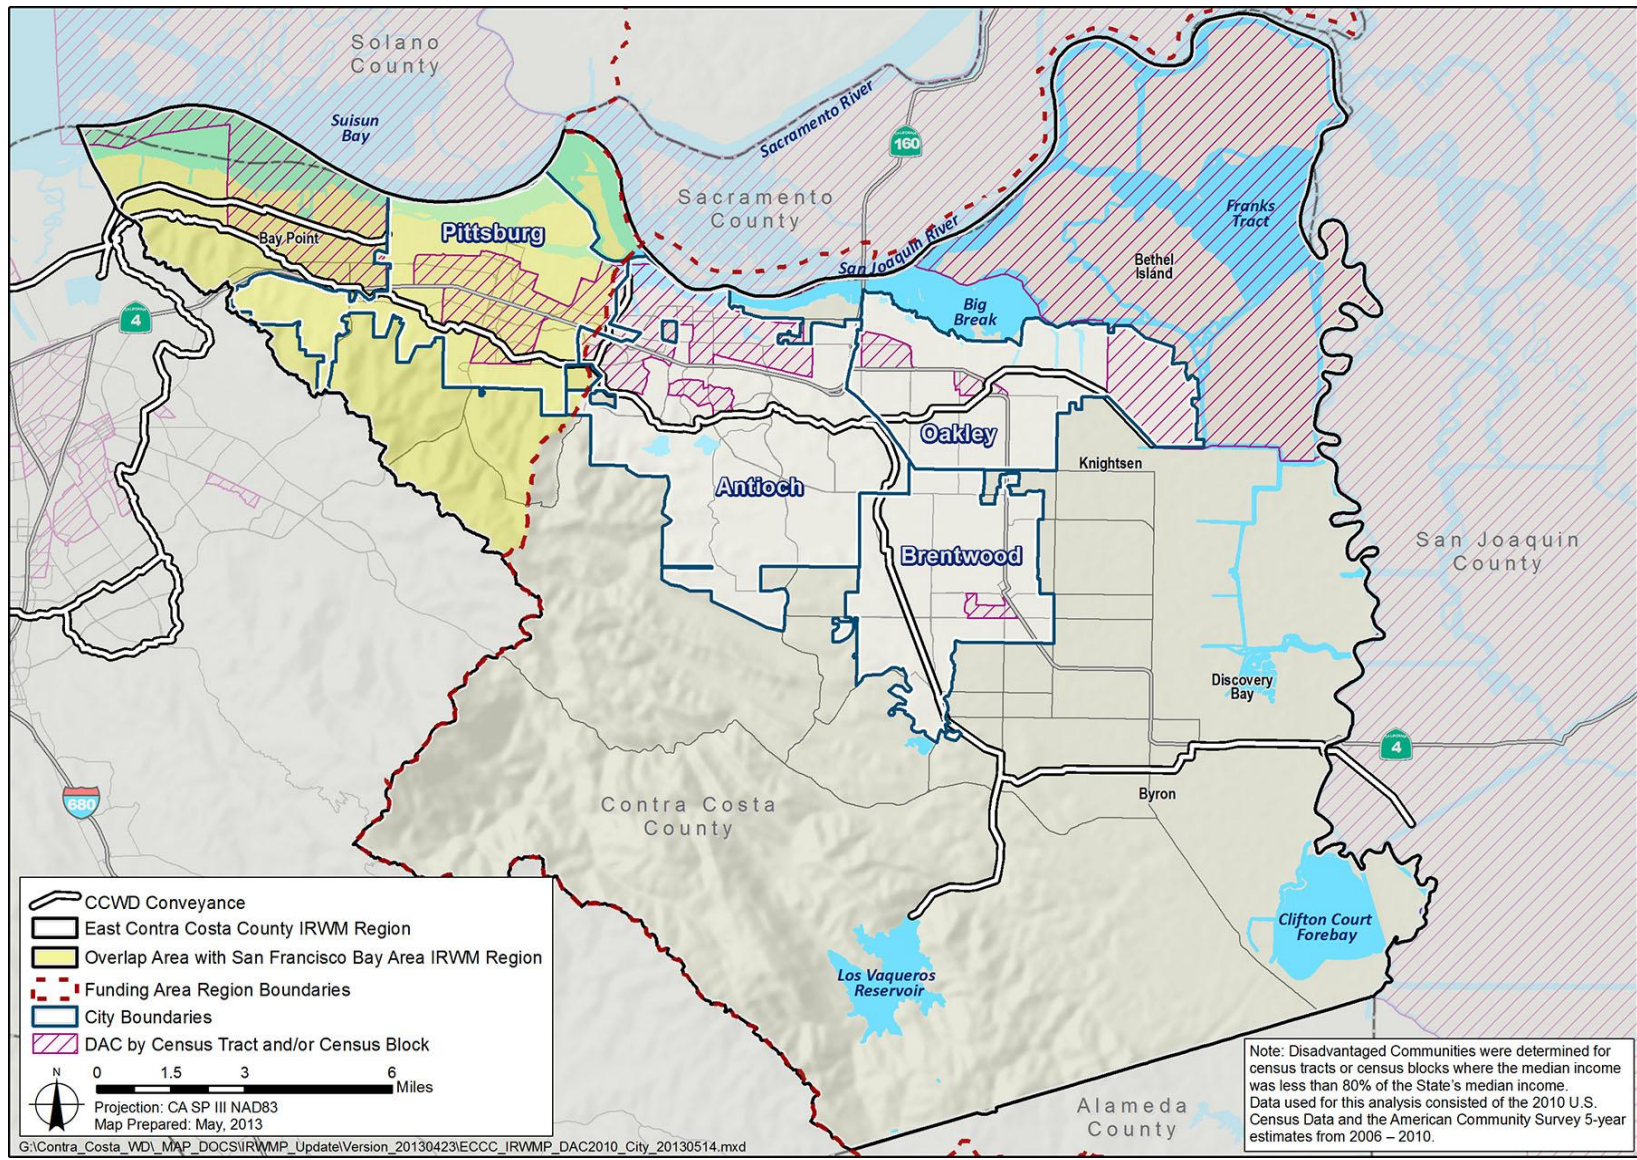 Solano
County
Suisun
Bay
Sacramento River
160
Sacramento
County
Franks
Tract
Pittsburg
Bay Point
San Joaquin River
Bethel
Island
Big
Break
4
Oakley
Knightsen
Antioch
Brentwood
San Joaquin
County
Discovery
Bay
4
Byron
680
Contra Costa
County
Clifton Court
Forebay
Los Vaqueros
Reservoir
Alameda
County
CCWD Conveyance
East Contra Costa County IRWM Region
Overlap Area with San Francisco Bay Area IRWM Region
Funding Area Region Boundaries
City Boundaries
DAC by Census Tract and/or Census Block
N
0 1.5 3 6
Miles
Projection: CA SP III NAD83
Map Prepared: May, 2013
G:\Contra_Costa_WD\_MAP_DOCS\IRWMP_Update\Version_20130423\ECCC_IRWMP_DAC2010_City_20130514.mxd
Note: Disadvantaged Communities were determined for
census tracts or census blocks where the median income
was less than 80% of the State's median income.
Data used for this analysis consisted of the 2010 U.S.
Census Data and the American Community Survey 5-year
estimates from 2006 – 2010.